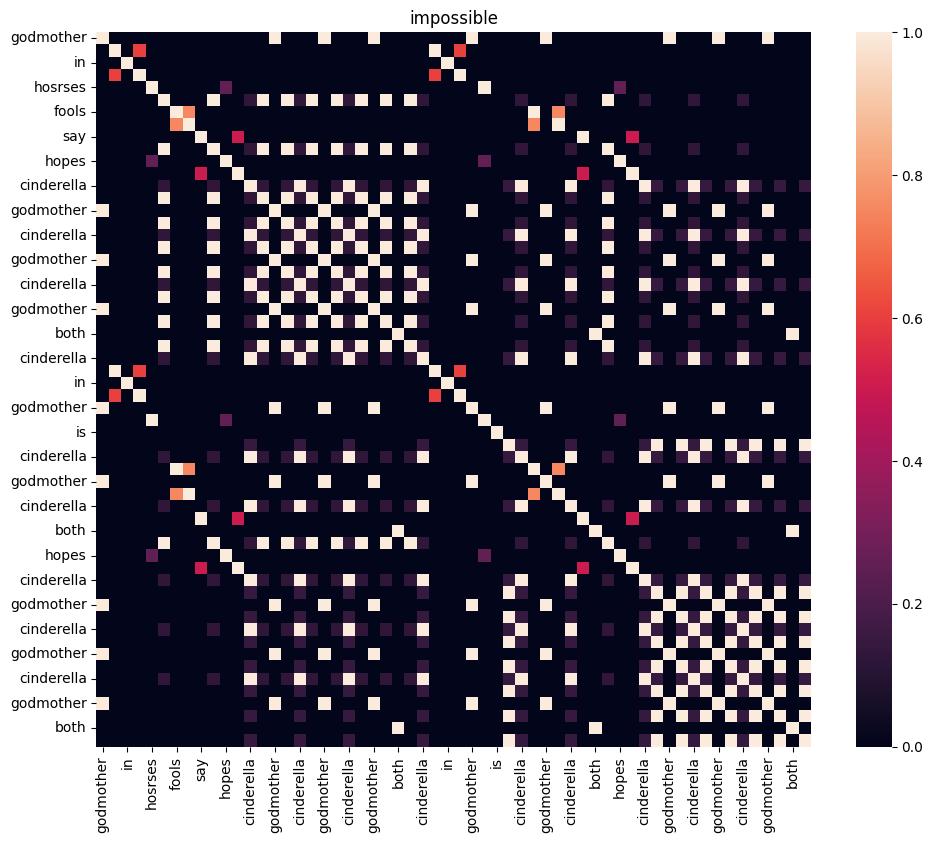 impossible
godmother
in
hosrses
fools
say
hopes
cinderella
godmother
cinderella
godmother
cinderella
godmother
both
cinderella
in
godmother
is
cinderella
godmother
cinderella
both
hopes
cinderella
godmother
cinderella
godmother
cinderella
godmother
both
1.0
0.8
0.6
0.4
0.2
0.0
godmother
in
hosrses
fools
say
hopes
cinderella
godmother
cinderella
godmother
cinderella
godmother
both
cinderella
in
godmother
is
cinderella
godmother
cinderella
both
hopes
cinderella
godmother
cinderella
godmother
cinderella
godmother
both